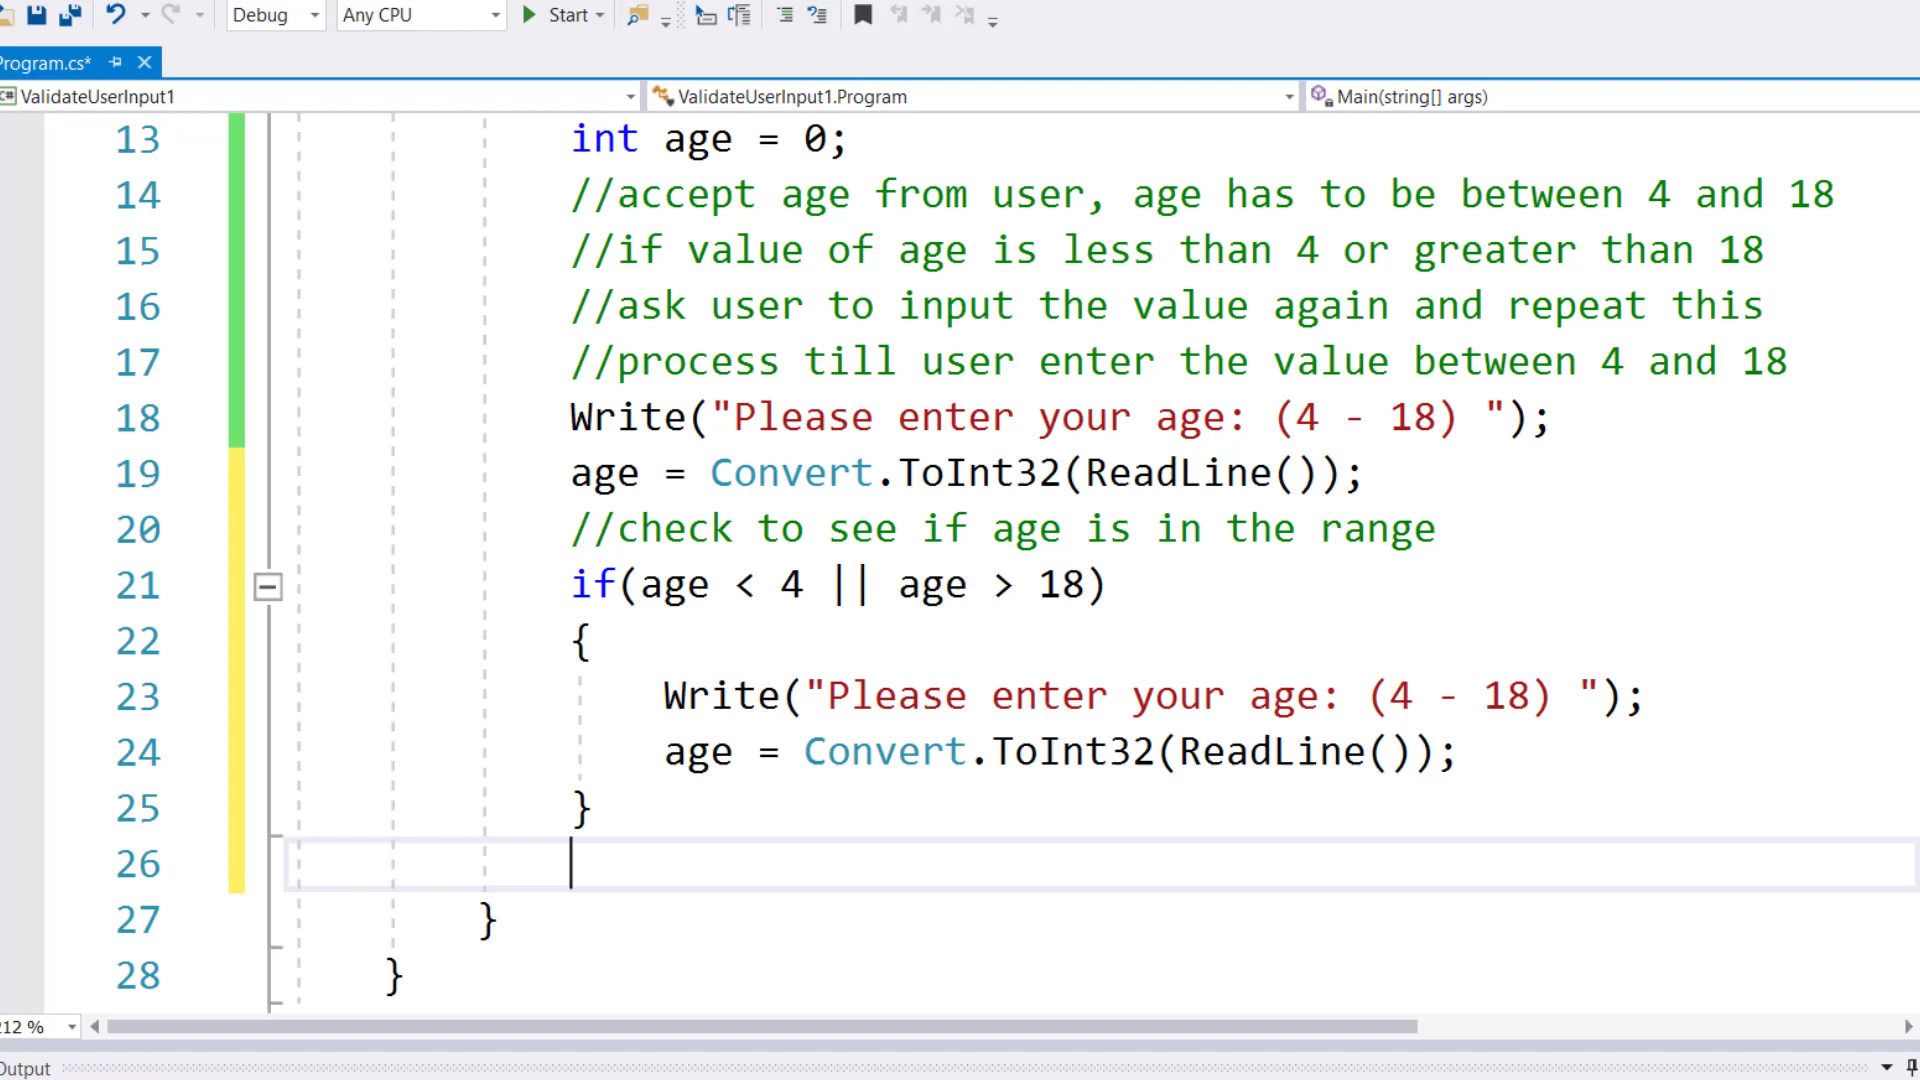 Debug Any CPU Start
Program.cs*
C# ValidateUserInput1 ValidateUserInput1.Program Main(string[] args)
13 int age = 0;
14 //accept age from user, age has to be between 4 and 18
15 //if value of age is less than 4 or greater than 18
16 //ask user to input the value again and repeat this
17 //process till user enter the value between 4 and 18
18 Write("Please enter your age: (4 - 18) ");
19 age = Convert.ToInt32(ReadLine());
20 //check to see if age is in the range
21 if(age < 4 || age > 18)
22 {
23 Write("Please enter your age: (4 - 18) ");
24 age = Convert.ToInt32(ReadLine());
25 }
26
27 }
28 }
212 %
Output